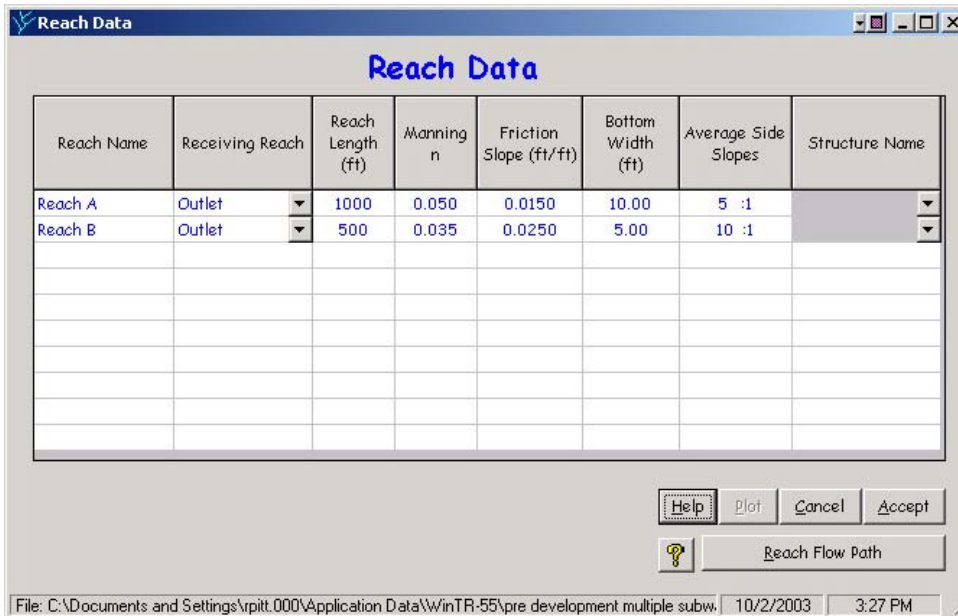 Reach Data
Reach Data
Reach Name Receiving Reach Reach Length (ft) Manning n Friction Slope (ft/ft) Bottom Width (ft) Average Side Slopes Structure Name
Reach A Outlet 1000 0.050 0.0150 10.00 5 :1
Reach B Outlet 500 0.035 0.0250 5.00 10 :1
Help Plot Cancel Accept
? Reach Flow Path
File: C:\Documents and Settings\rpitt.000\Application Data\WinTR-55\pre development multiple subw. 10/2/2003 3:27 PM